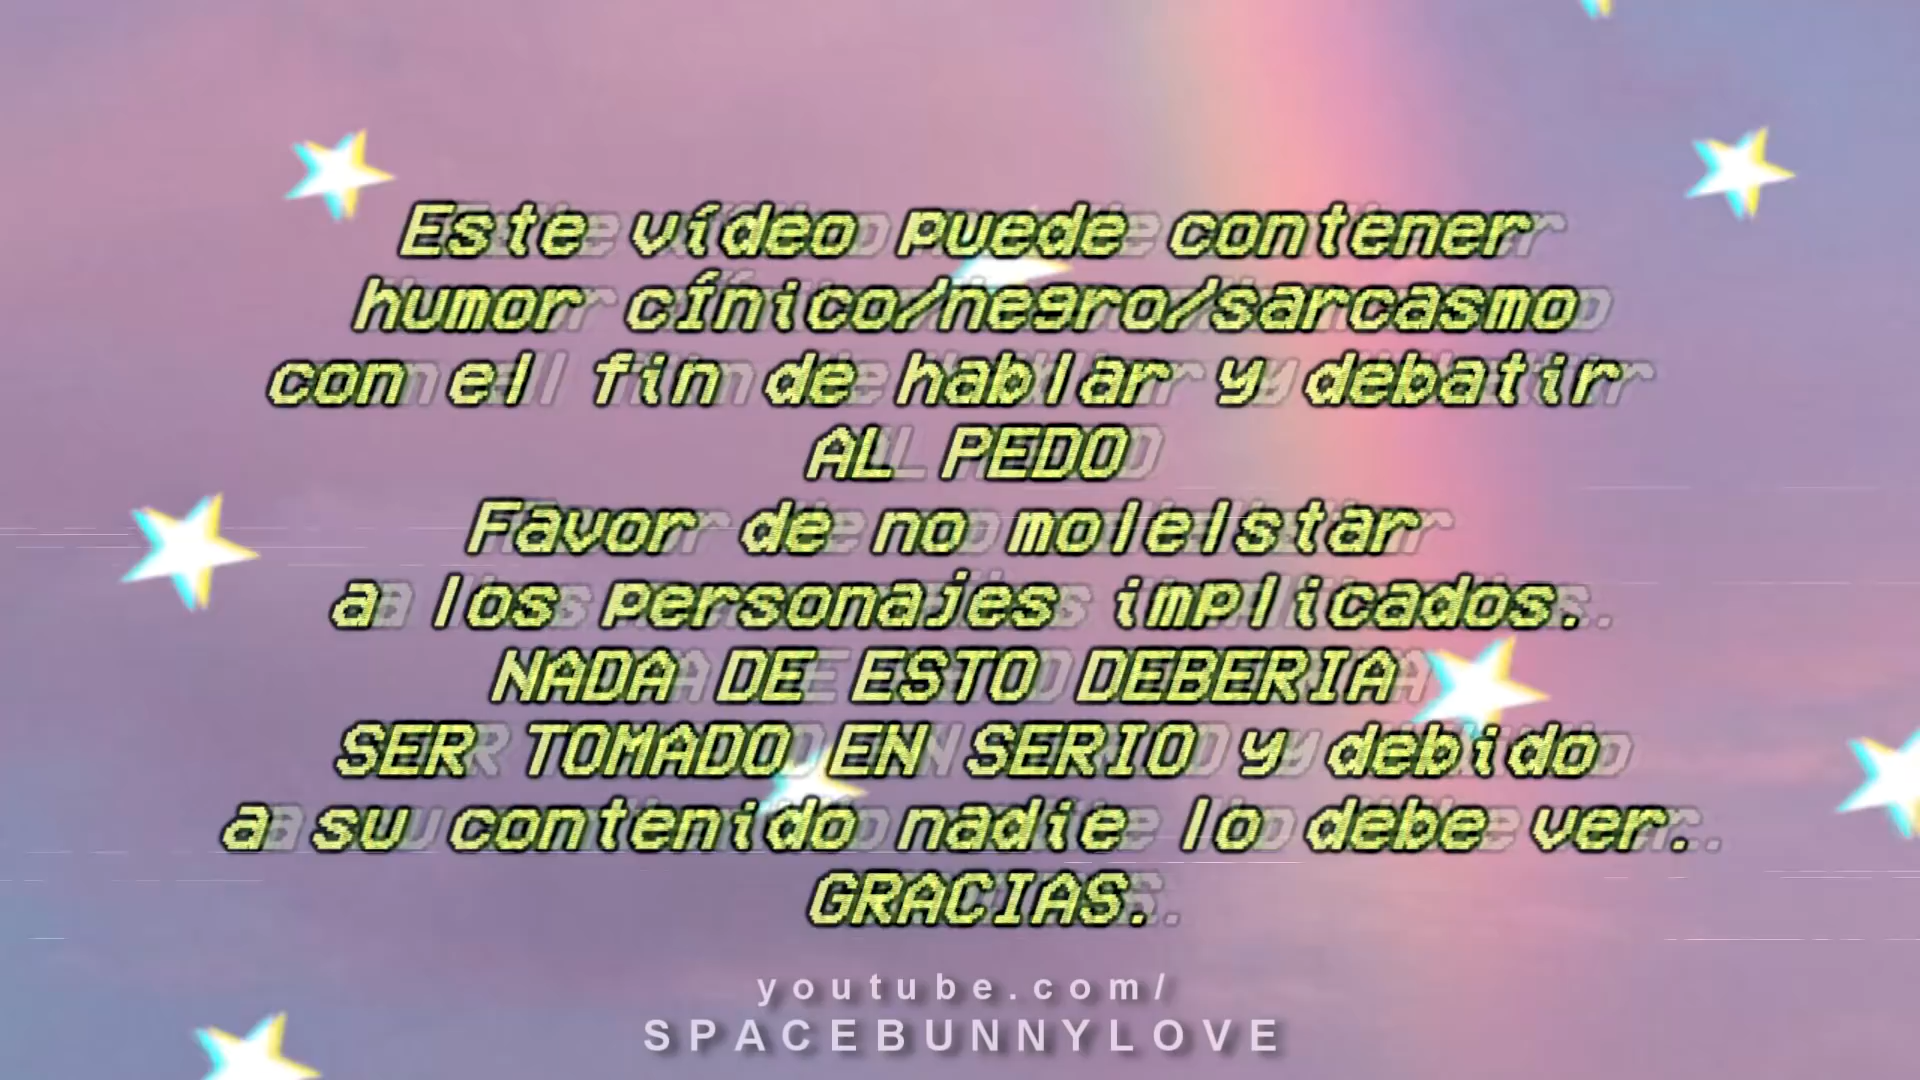 Este vídeo puede contener
humor cÍnico/negro/sarcasmo
con el fin de hablar y debatir
AL PEDO
Favor de no molelstar
a los personajes implicados.
NADA DE ESTO DEBERIA
SER TOMADO EN SERIO y debido
a su contenido nadie lo debe ver.
GRACIAS.
youtube.com/
SPACEBUNNYLOVE